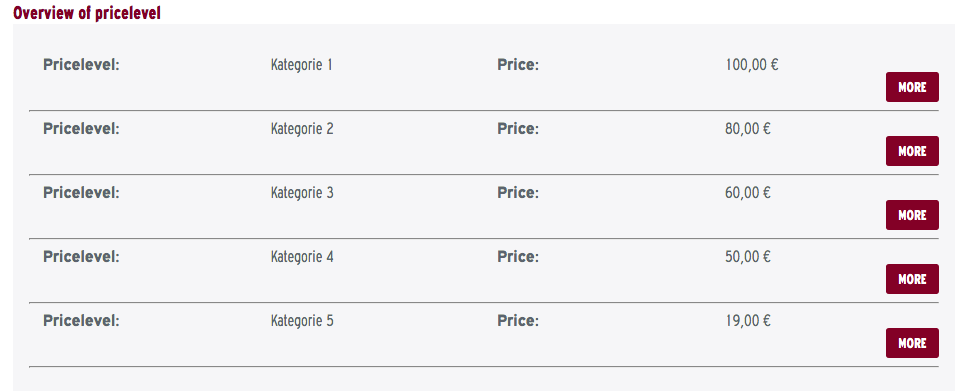 Overview of pricelevel
Pricelevel: Kategorie 1 Price: 100,00 €
MORE
Pricelevel: Kategorie 2 Price: 80,00 €
MORE
Pricelevel: Kategorie 3 Price: 60,00 €
MORE
Pricelevel: Kategorie 4 Price: 50,00 €
MORE
Pricelevel: Kategorie 5 Price: 19,00 €
MORE